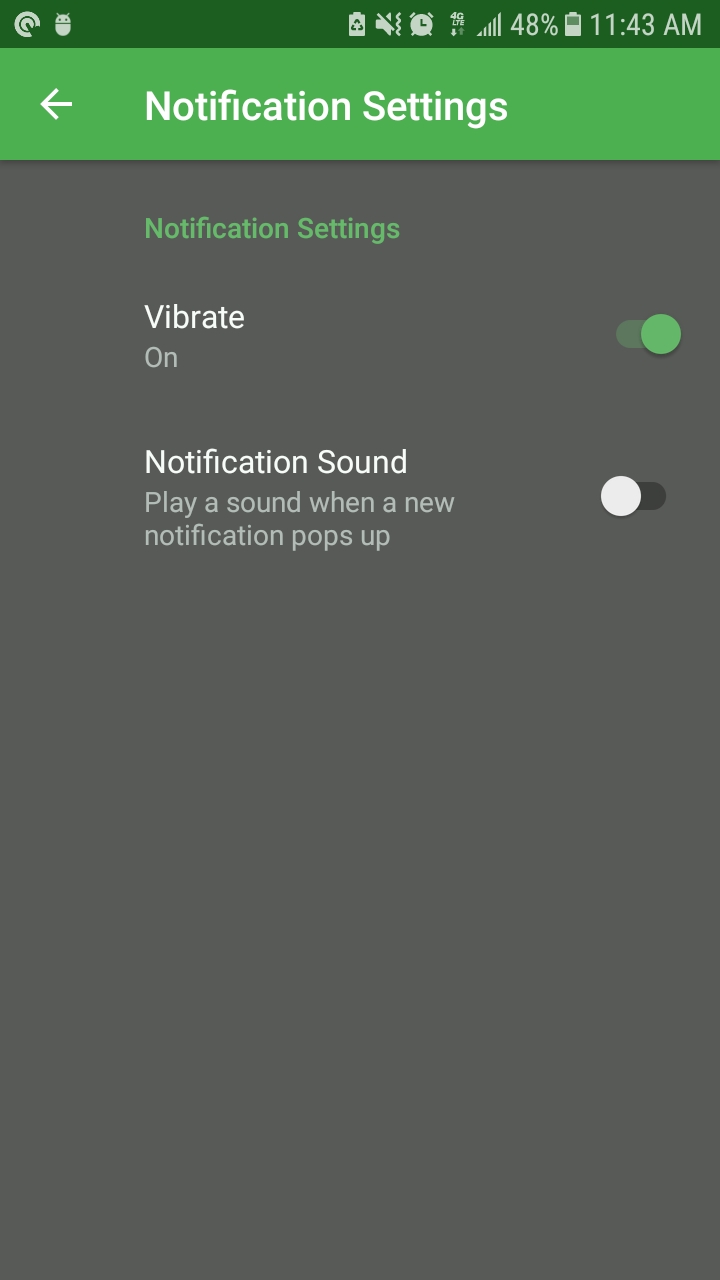 4G LTE 48% 11:43 AM
Notification Settings
Notification Settings
Vibrate
On
Notification Sound
Play a sound when a new
notification pops up